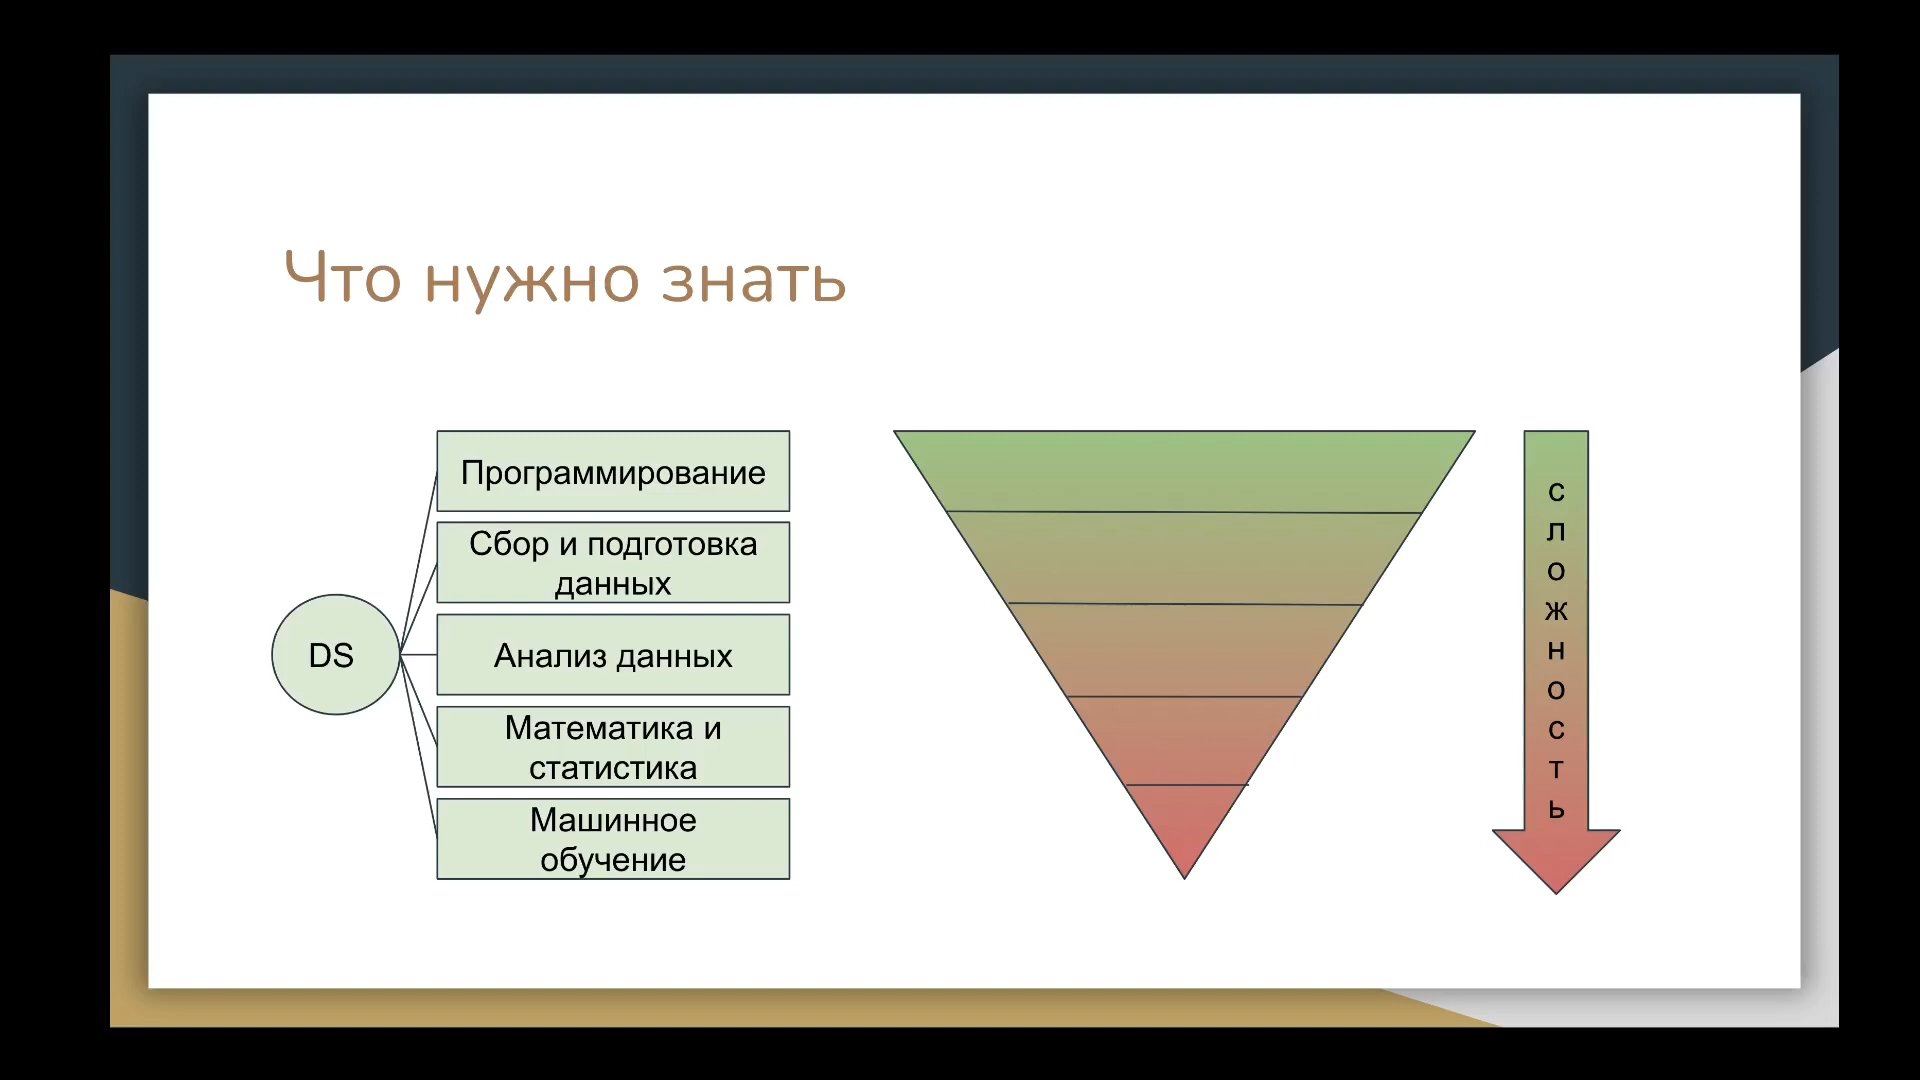 Что нужно знать
Программирование
Сбор и подготовка
данных
DS
Анализ данных
Математика и
статистика
Машинное
обучение
с
л
о
ж
н
о
с
т
ь